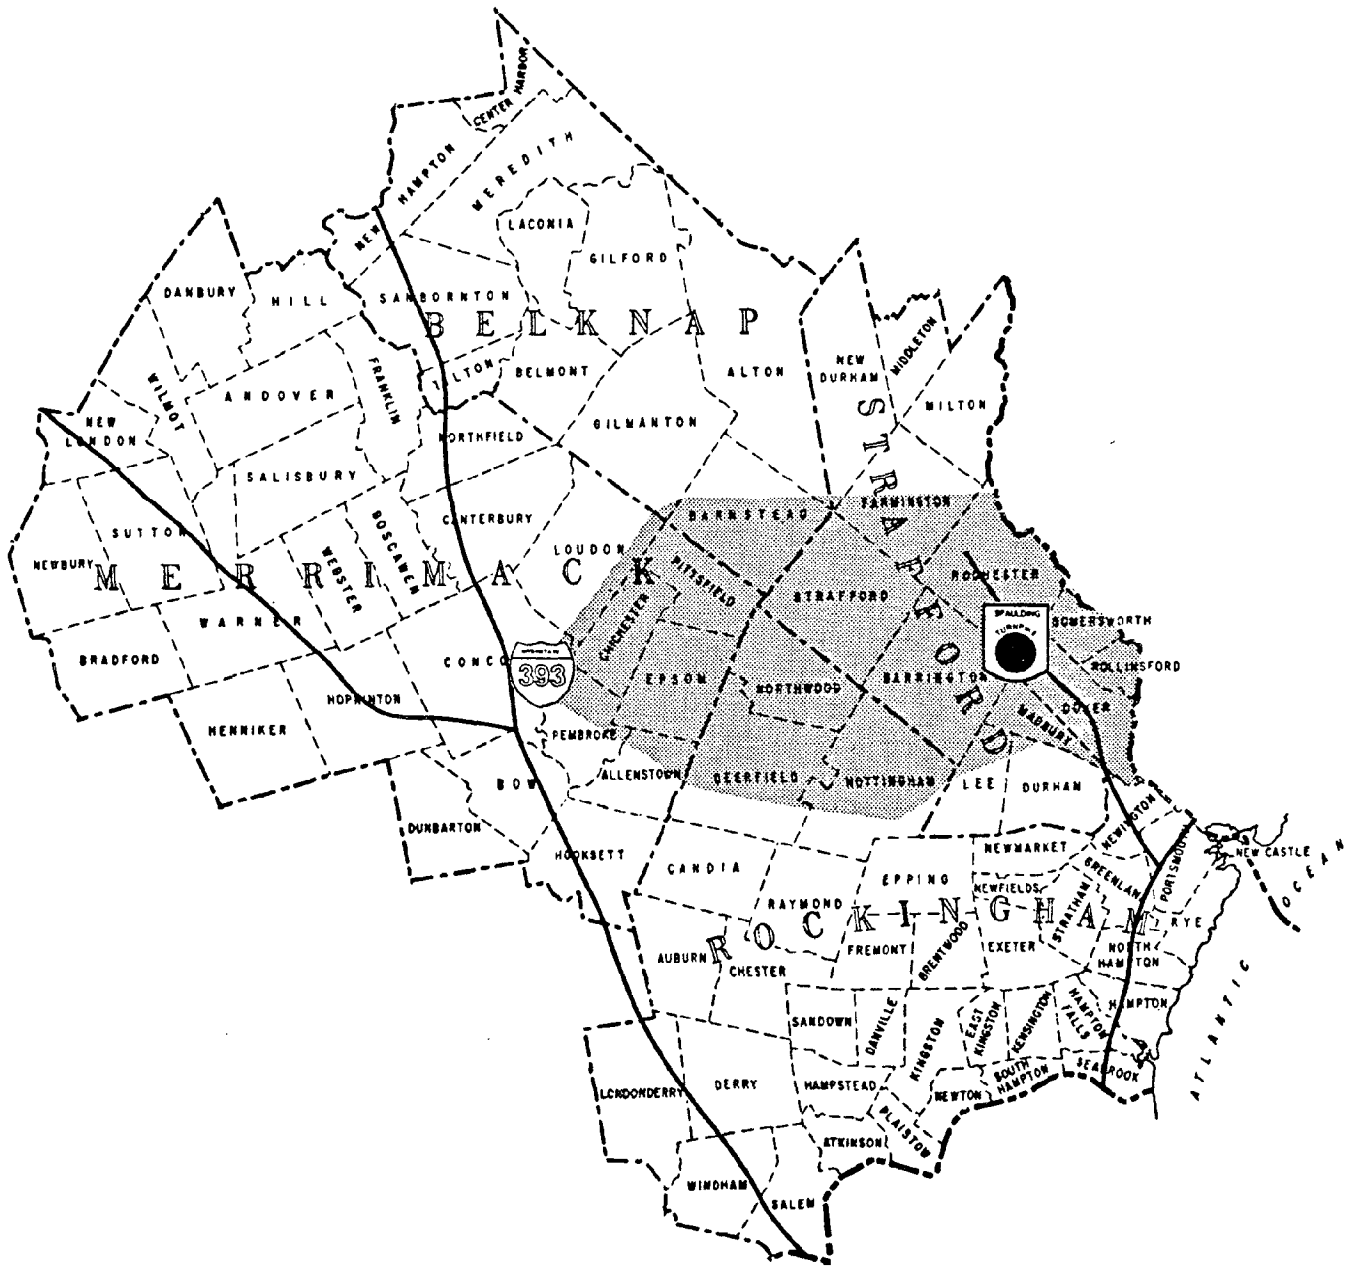 CENTER HARBOR
NEW HAMPTON
MEREDITH
LACONIA
GILFORD
DANBURY
HILL
SANBORNTON
BELKNAP
NEW DURHAM
MIDDLETON
WILMOT
ANDOVER
FRANKLIN
TILTON
BELMONT
ALTON
MILTON
NEW LONDON
NORTHFIELD
GILMANTON
STRAFFORD
SALISBURY
SUTTON
BOSCAWEN
CANTERBURY
BARNSTEAD
FARMINGTON
NEWBURY
WEBSTER
LOUDON
PITTSFIELD
MERRIMACK
ROCHESTER
STRAFFORD
CHICHESTER
WARNER
SPAULDING
TURNPIKE
SOMERSWORTH
BRADFORD
CONCO
393
EPSOM
NORTHWOOD
BARRINGTON
ROLLINSFORD
HOPKINTON
HENNIKER
PEMBROKE
MADBURY
DOVER
BOW
ALLENSTOWN
DEERFIELD
NOTTINGHAM
LEE
DURHAM
DUNBARTON
HOOKSETT
NEWINGTON
CANDIA
EPPING
NEWMARKET
PORTSMOUTH
NEW CASTLE
RAYMOND
NEWFIELDS
GREENLAND
STRATHAM
ROCKINGHAM
RYE
AUBURN
CHESTER
FREMONT
BRENTWOOD
EXETER
NORTH HAMPTON
SANDOWN
DANVILLE
KINGSTON
EAST KINGSTON
KENSINGTON
HAMPTON FALLS
HAMPTON
LONDONDERRY
DERRY
HAMPSTEAD
NEWTON
SOUTH HAMPTON
SEABROOK
PLAISTOW
ATKINSON
WINDHAM
SALEM
ATLANTIC OCEAN